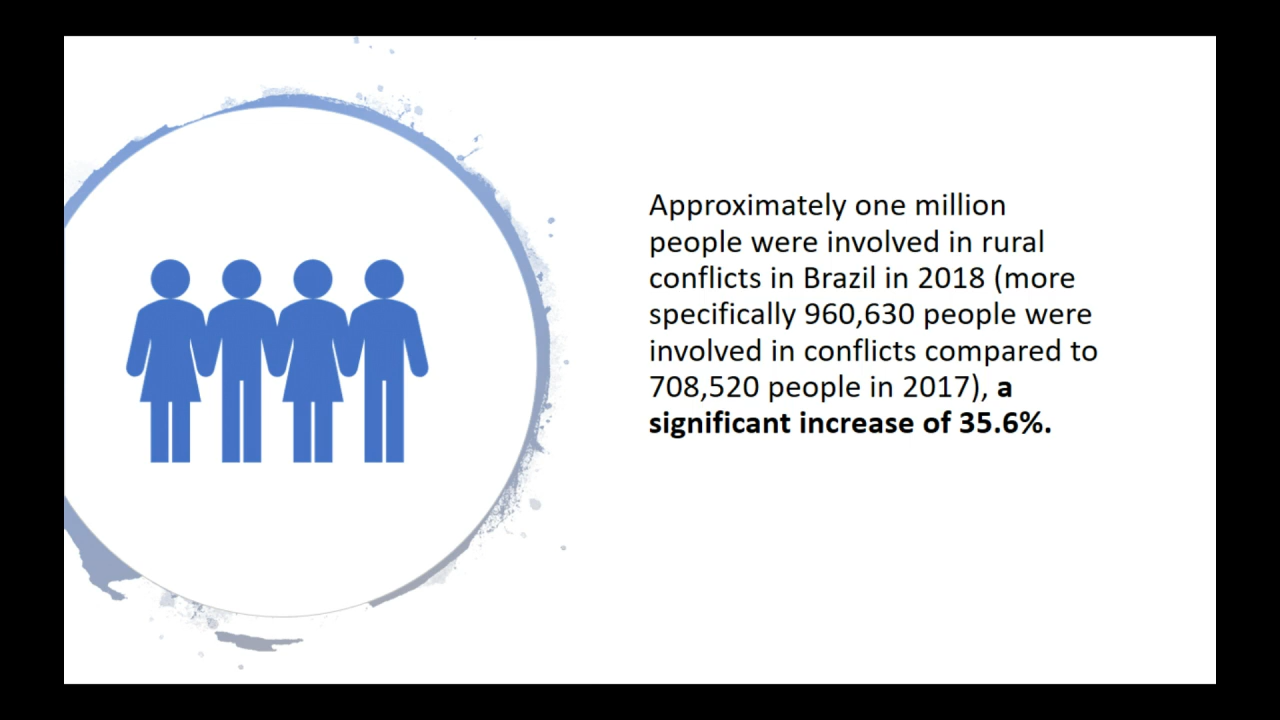 Approximately one million
people were involved in rural
conflicts in Brazil in 2018 (more
specifically 960,630 people were
involved in conflicts compared to
708,520 people in 2017), a
significant increase of 35.6%.